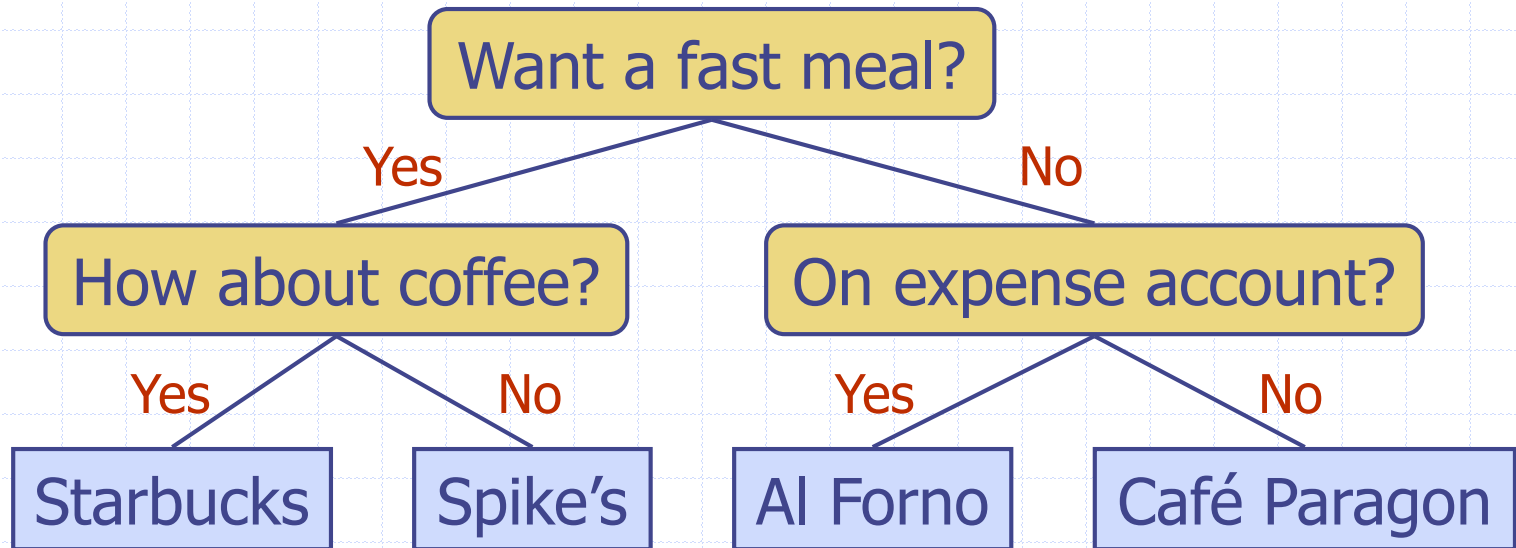 Want a fast meal?
Yes
No
How about coffee?
On expense account?
Yes
No
Yes
No
Starbucks
Spike’s
Al Forno
Café Paragon